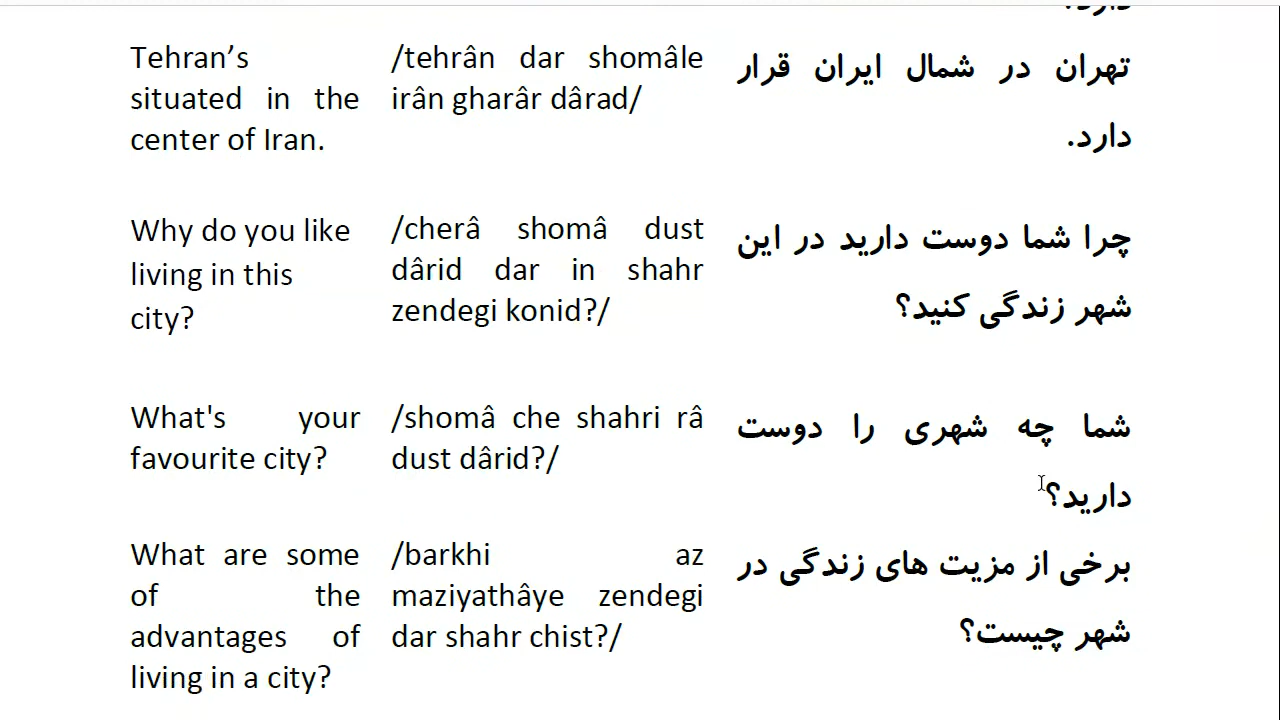 دارد.
Tehran’s
situated in the
center of Iran.
/tehrân dar shomâle
irân gharâr dârad/
تهران در شمال ایران قرار
دارد.
Why do you like
living in this
city?
/cherâ shomâ dust
dârid dar in shahr
zendegi konid?/
چرا شما دوست دارید در این
شهر زندگی کنید؟
What's your
favourite city?
/shomâ che shahri râ
dust dârid?/
شما چه شهری را دوست
دارید؟
What are some
of the
advantages of
living in a city?
/barkhi az
maziyathâye zendegi
dar shahr chist?/
برخی از مزیت های زندگی در
شهر چیست؟